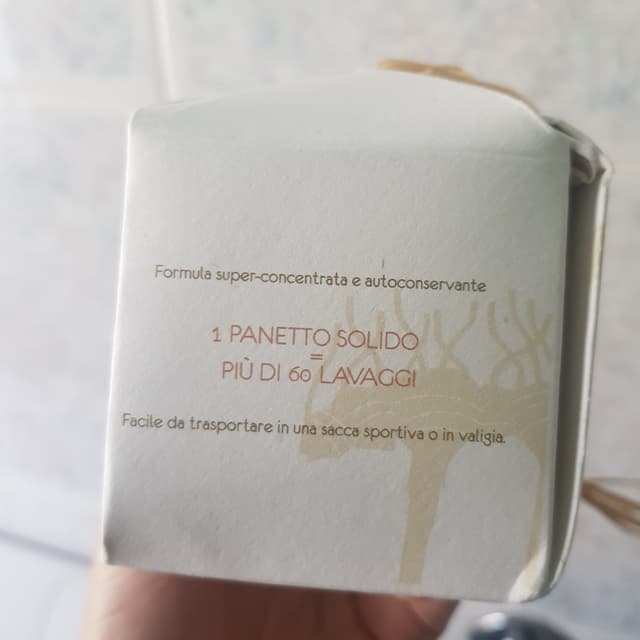 Formula super-concentrata e autoconservante
1 PANETTO SOLIDO
=
PIÙ DI 60 LAVAGGI
Facile da trasportare in una sacca sportiva o in valigia.